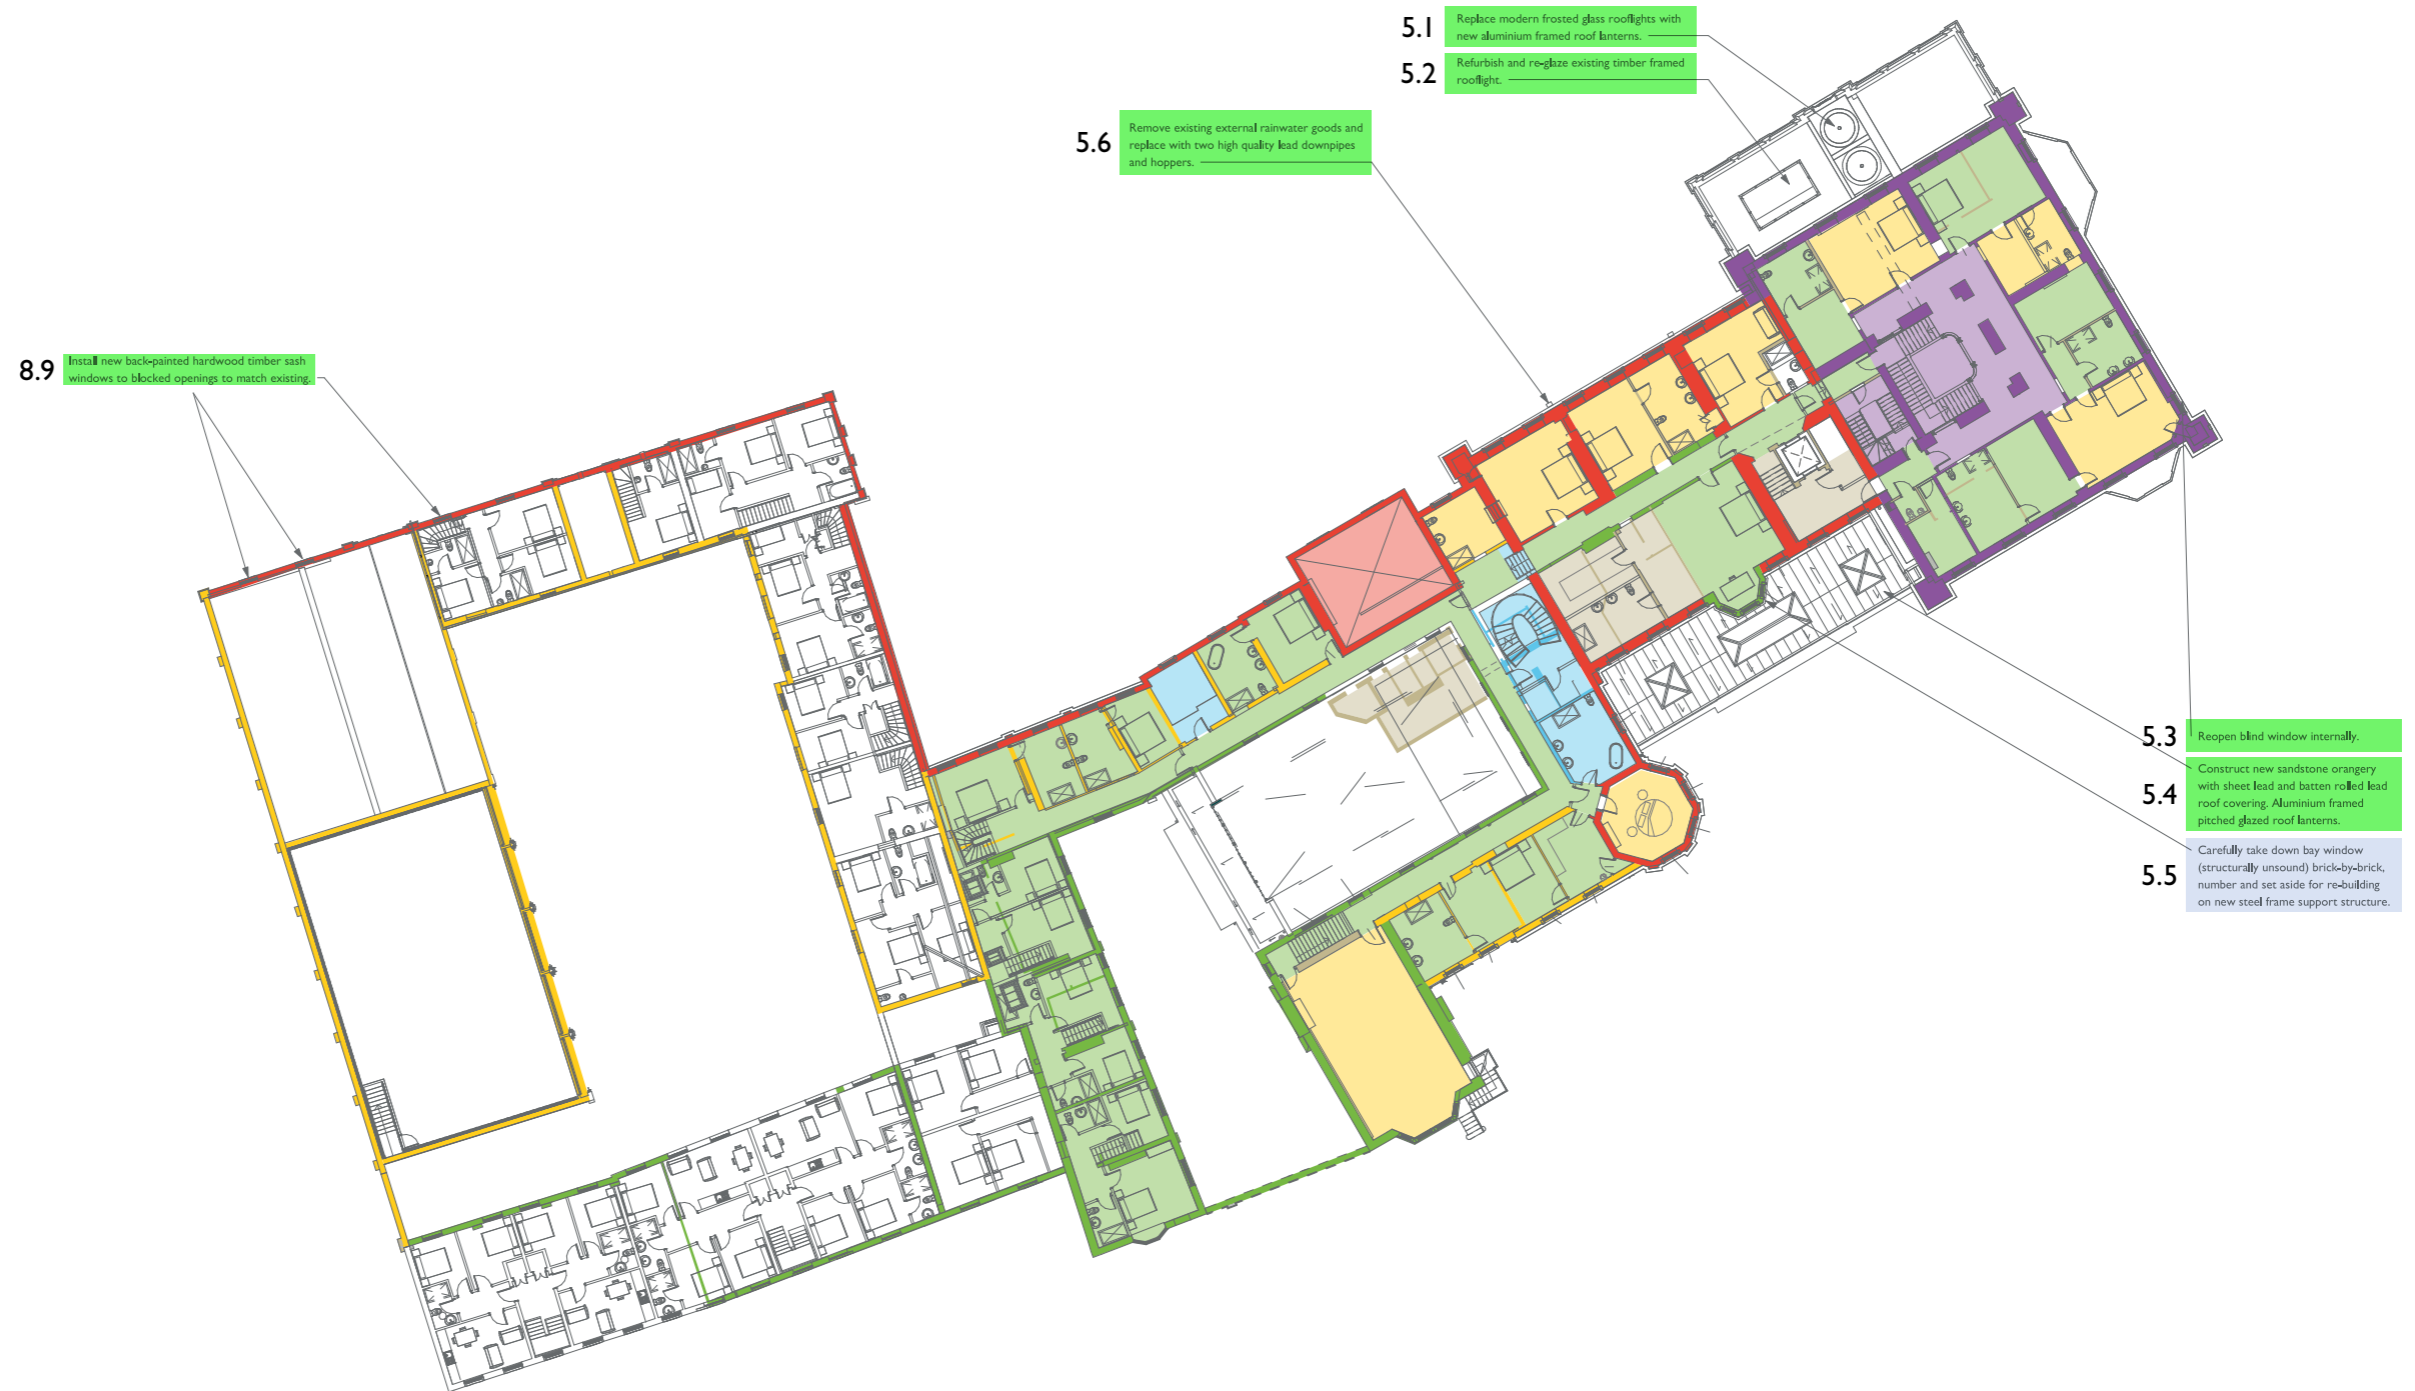 5.1
Replace modern frosted glass rooflights with
new aluminium framed roof lanterns.
5.2
Refurbish and re-glaze existing timber framed
rooflight.
5.6
Remove existing external rainwater goods and
replace with two high quality lead downpipes
and hoppers.
8.9
Install new back-painted hardwood timber sash
windows to blocked openings to match existing.
5.3
Reopen blind window internally.
5.4
Construct new sandstone orangery
with sheet lead and batten rolled lead
roof covering. Aluminium framed
pitched glazed roof lanterns.
5.5
Carefully take down bay window
(structurally unsound) brick-by-brick,
number and set aside for re-building
on new steel frame support structure.